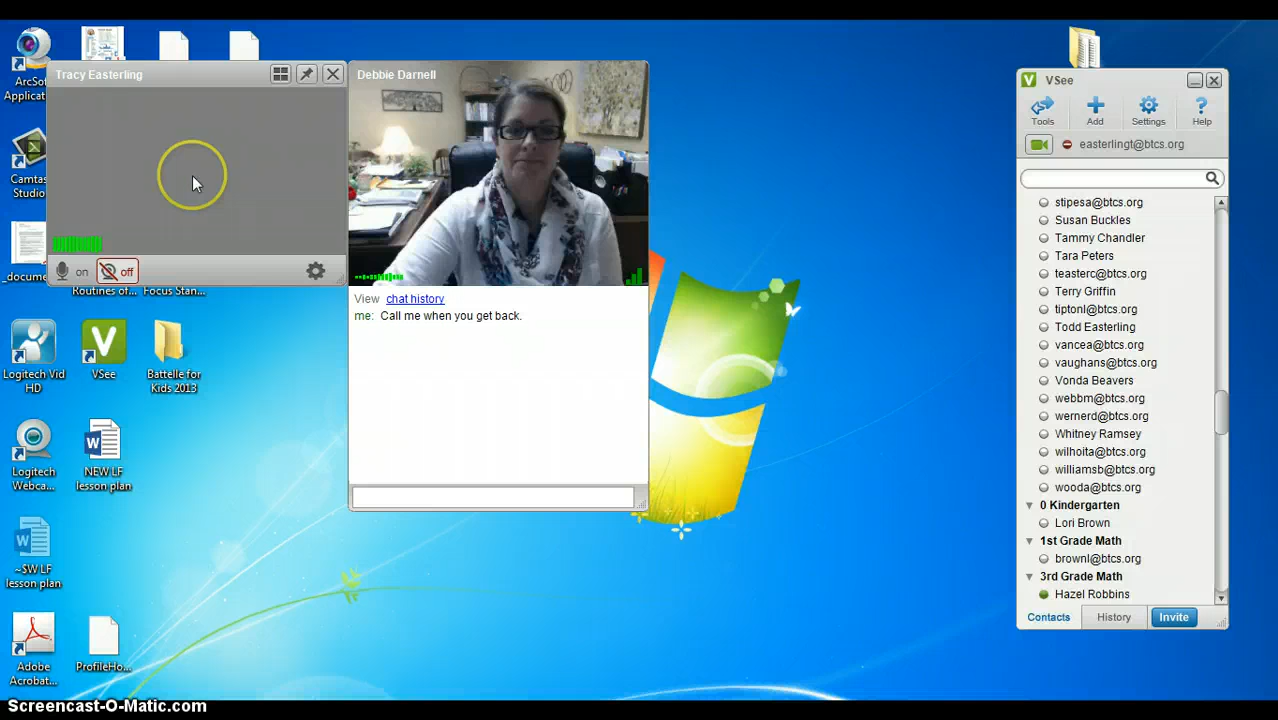 ArcSoft
Applicat...
Camtas
Studio
_docume
Routines of...
Focus Stan...
Logitech Vid
HD
VSee
Battelle for
Kids 2013
Logitech
Webca...
NEW LF
lesson plan
~$W LF
lesson plan
Adobe
Acrobat
ProfileHo...
Tracy Easterling
on
off
Debbie Darnell
View chat history
me: Call me when you get back.
V VSee
Tools
Add
Settings
Help
easterlingt@btcs.org
stipesa@btcs.org
Susan Buckles
Tammy Chandler
Tara Peters
teasterc@btcs.org
Terry Griffin
tiptonl@btcs.org
Todd Easterling
vancea@btcs.org
vaughans@btcs.org
Vonda Beavers
webbm@btcs.org
wernerd@btcs.org
Whitney Ramsey
wilhoita@btcs.org
williamsb@btcs.org
wooda@btcs.org
0 Kindergarten
Lori Brown
1st Grade Math
brownl@btcs.org
3rd Grade Math
Hazel Robbins
Contacts
History
Invite
Screencast-O-Matic.com